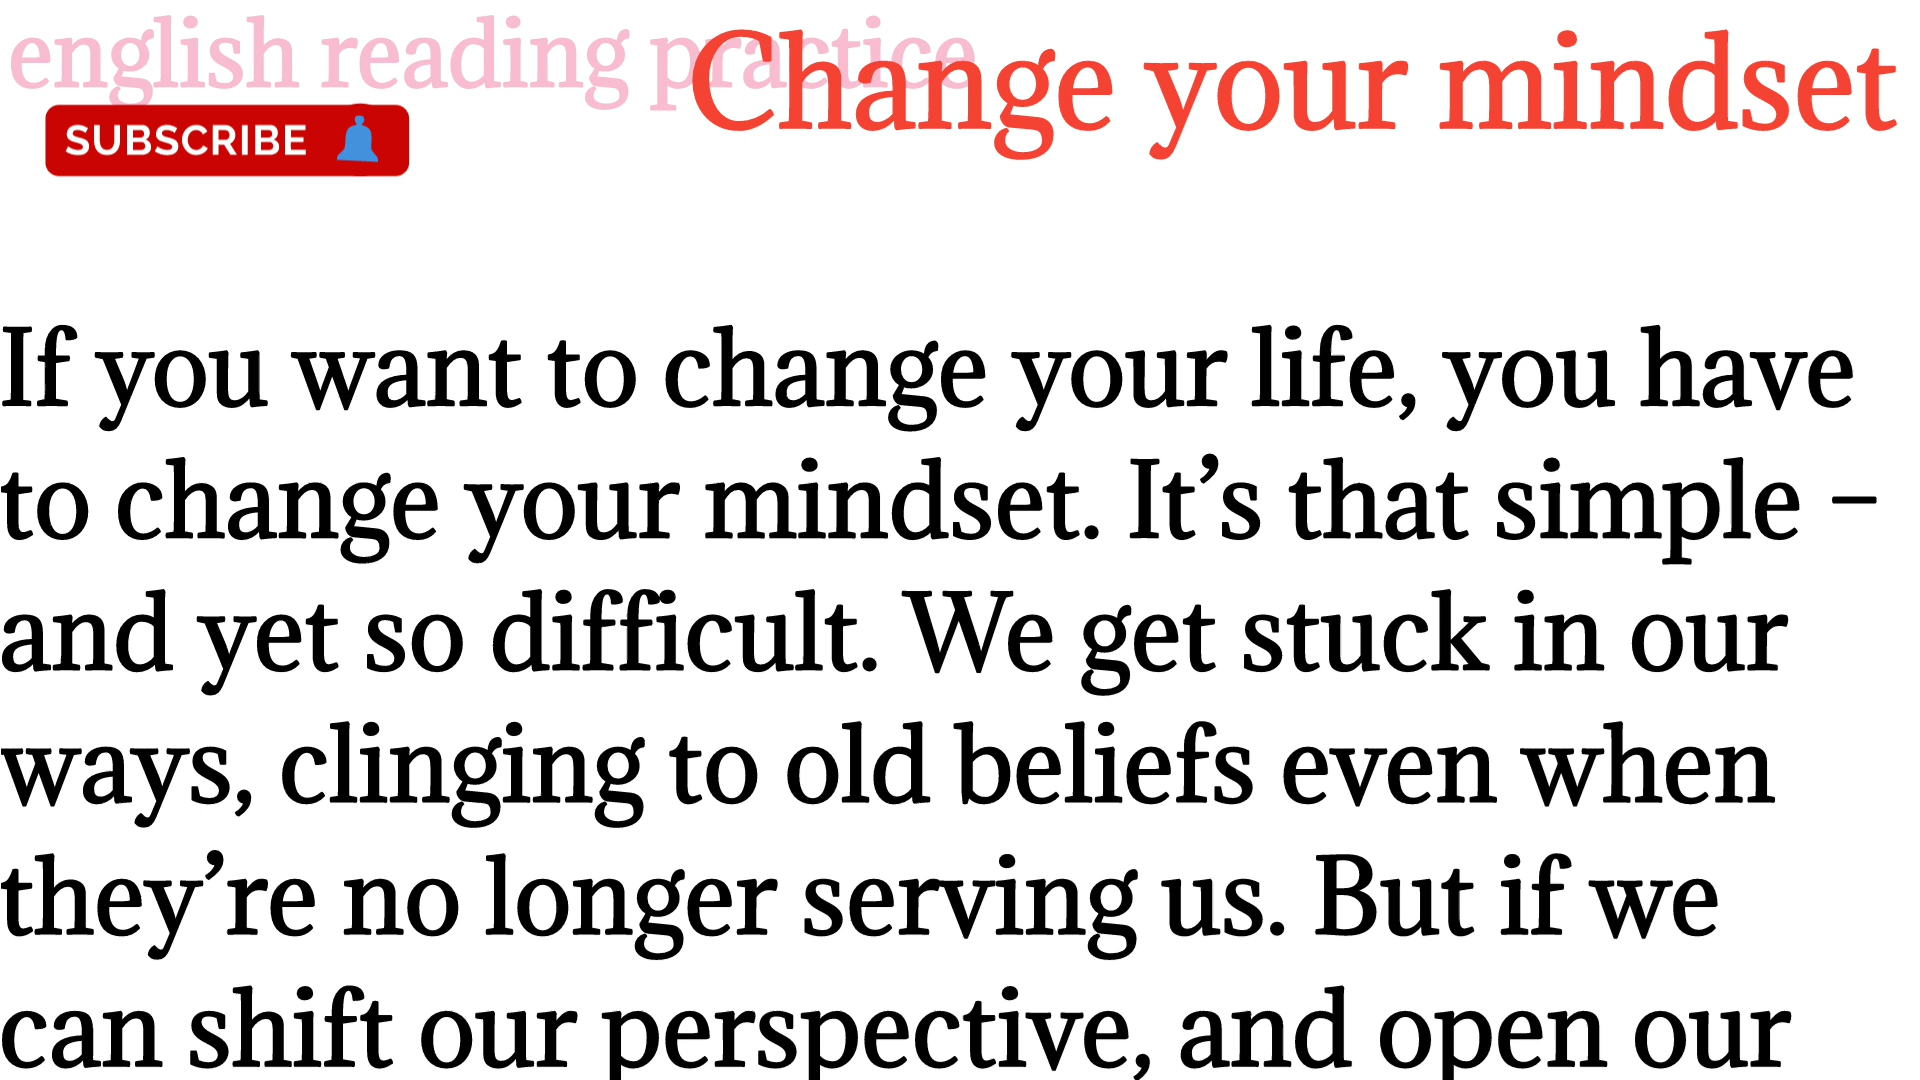 english reading practice
Change your mindset
SUBSCRIBE
If you want to change your life, you have
to change your mindset. It’s that simple –
and yet so difficult. We get stuck in our
ways, clinging to old beliefs even when
they’re no longer serving us. But if we
can shift our perspective, and open our